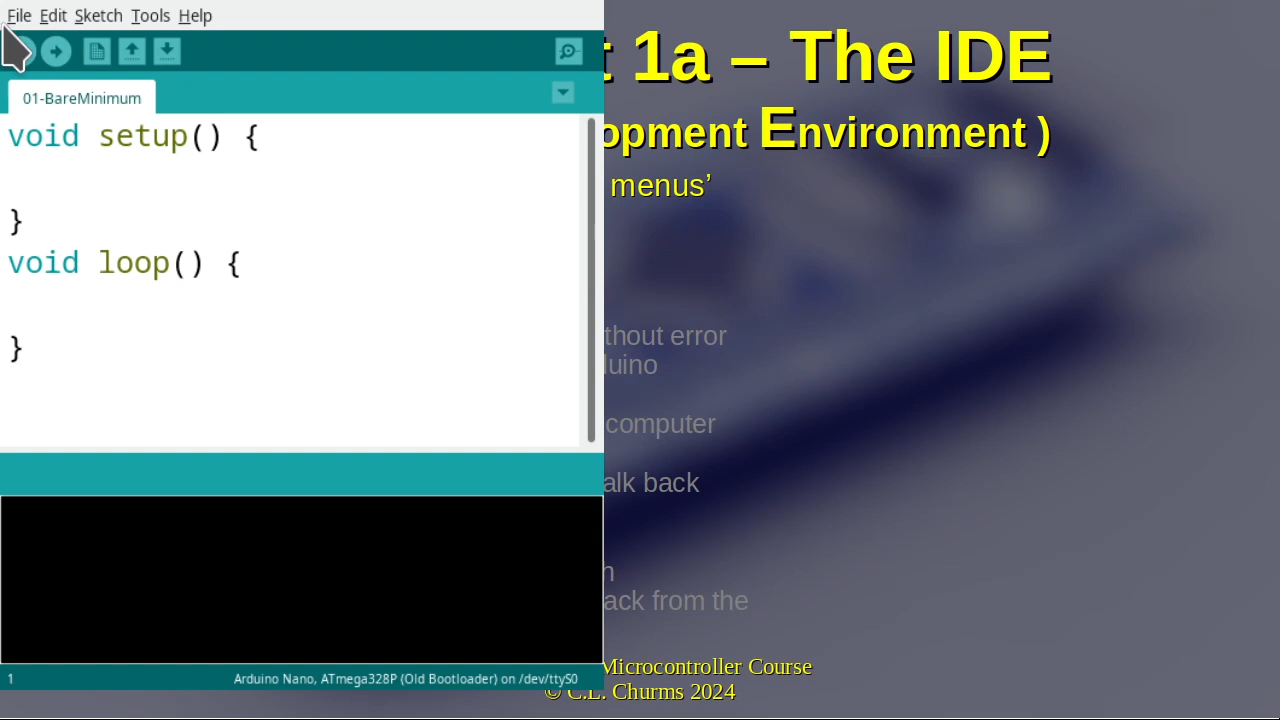 File Edit Sketch Tools Help
1a – The IDE
01-BareMinimum
opment Environment )
void setup() {
menus’
}
void loop() {
thout error
}
duino
computer
alk back
ack from the
Microcontroller Course
1 Arduino Nano, ATmega328P (Old Bootloader) on /dev/ttyS0
© C.L. Churms 2024